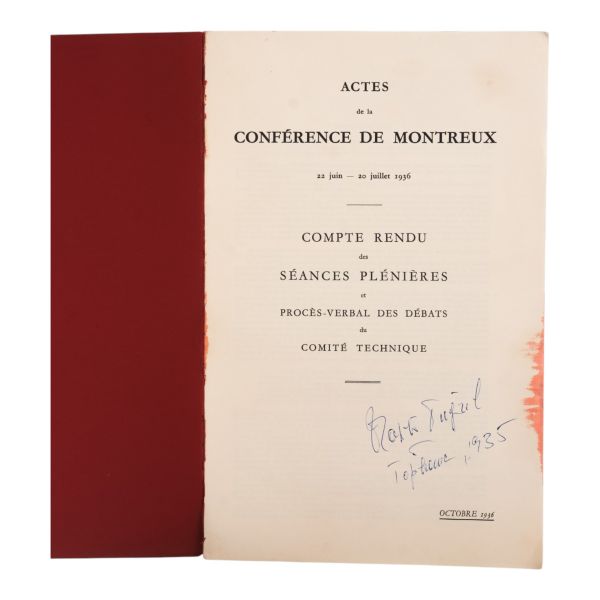 ACTES
de la
CONFÉRENCE DE MONTREUX
22 juin — 20 juillet 1936
COMPTE RENDU
des
SÉANCES PLÉNIÈRES
et
PROCÈS-VERBAL DES DÉBATS
du
COMITÉ TECHNIQUE
1935
OCTOBRE 1936